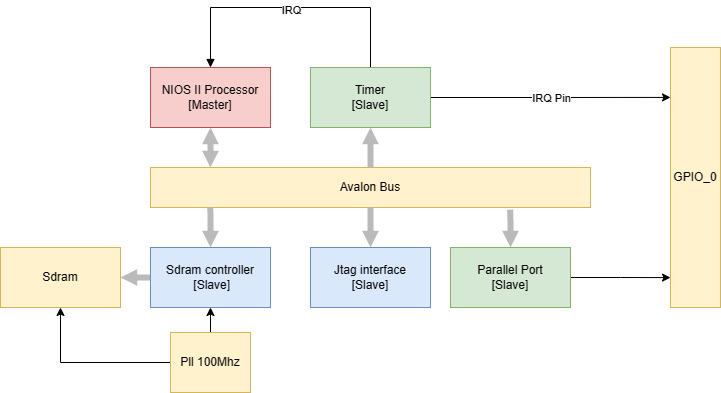 IRQ
NIOS II Processor
[Master]
Timer
[Slave]
IRQ Pin
GPIO_0
Avalon Bus
Sdram
Sdram controller
[Slave]
Jtag interface
[Slave]
Parallel Port
[Slave]
Pll 100Mhz